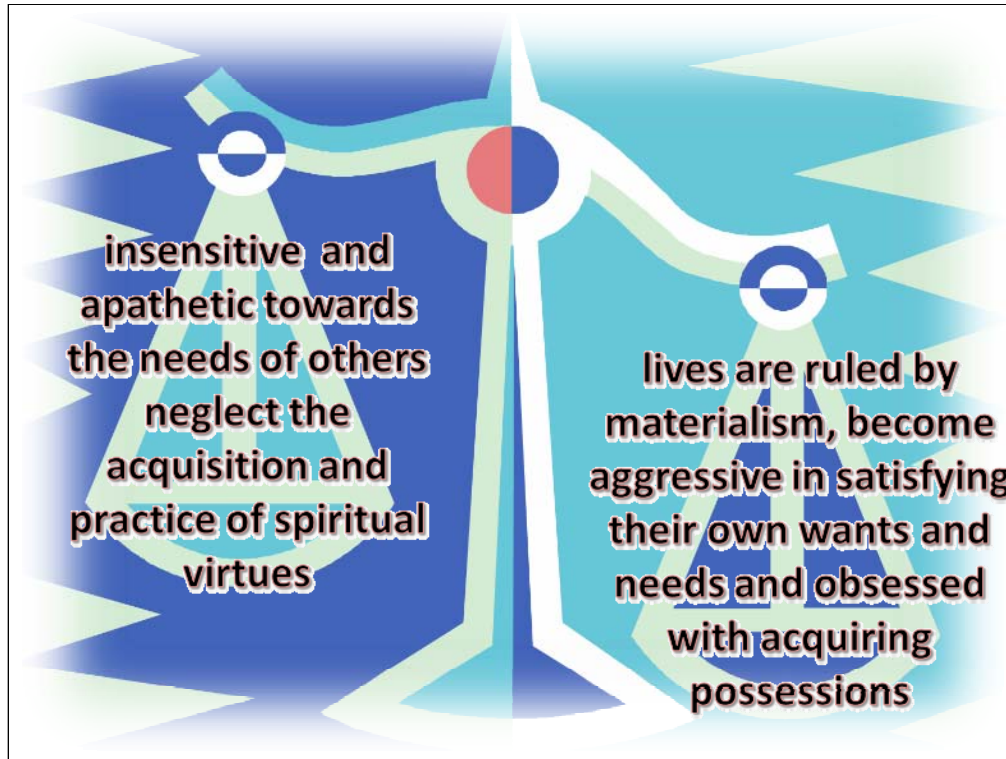 insensitive and
apathetic towards
the needs of others
neglect the
acquisition and
practice of spiritual
virtues
lives are ruled by
materialism, become
aggressive in satisfying
their own wants and
needs and obsessed
with acquiring
possessions